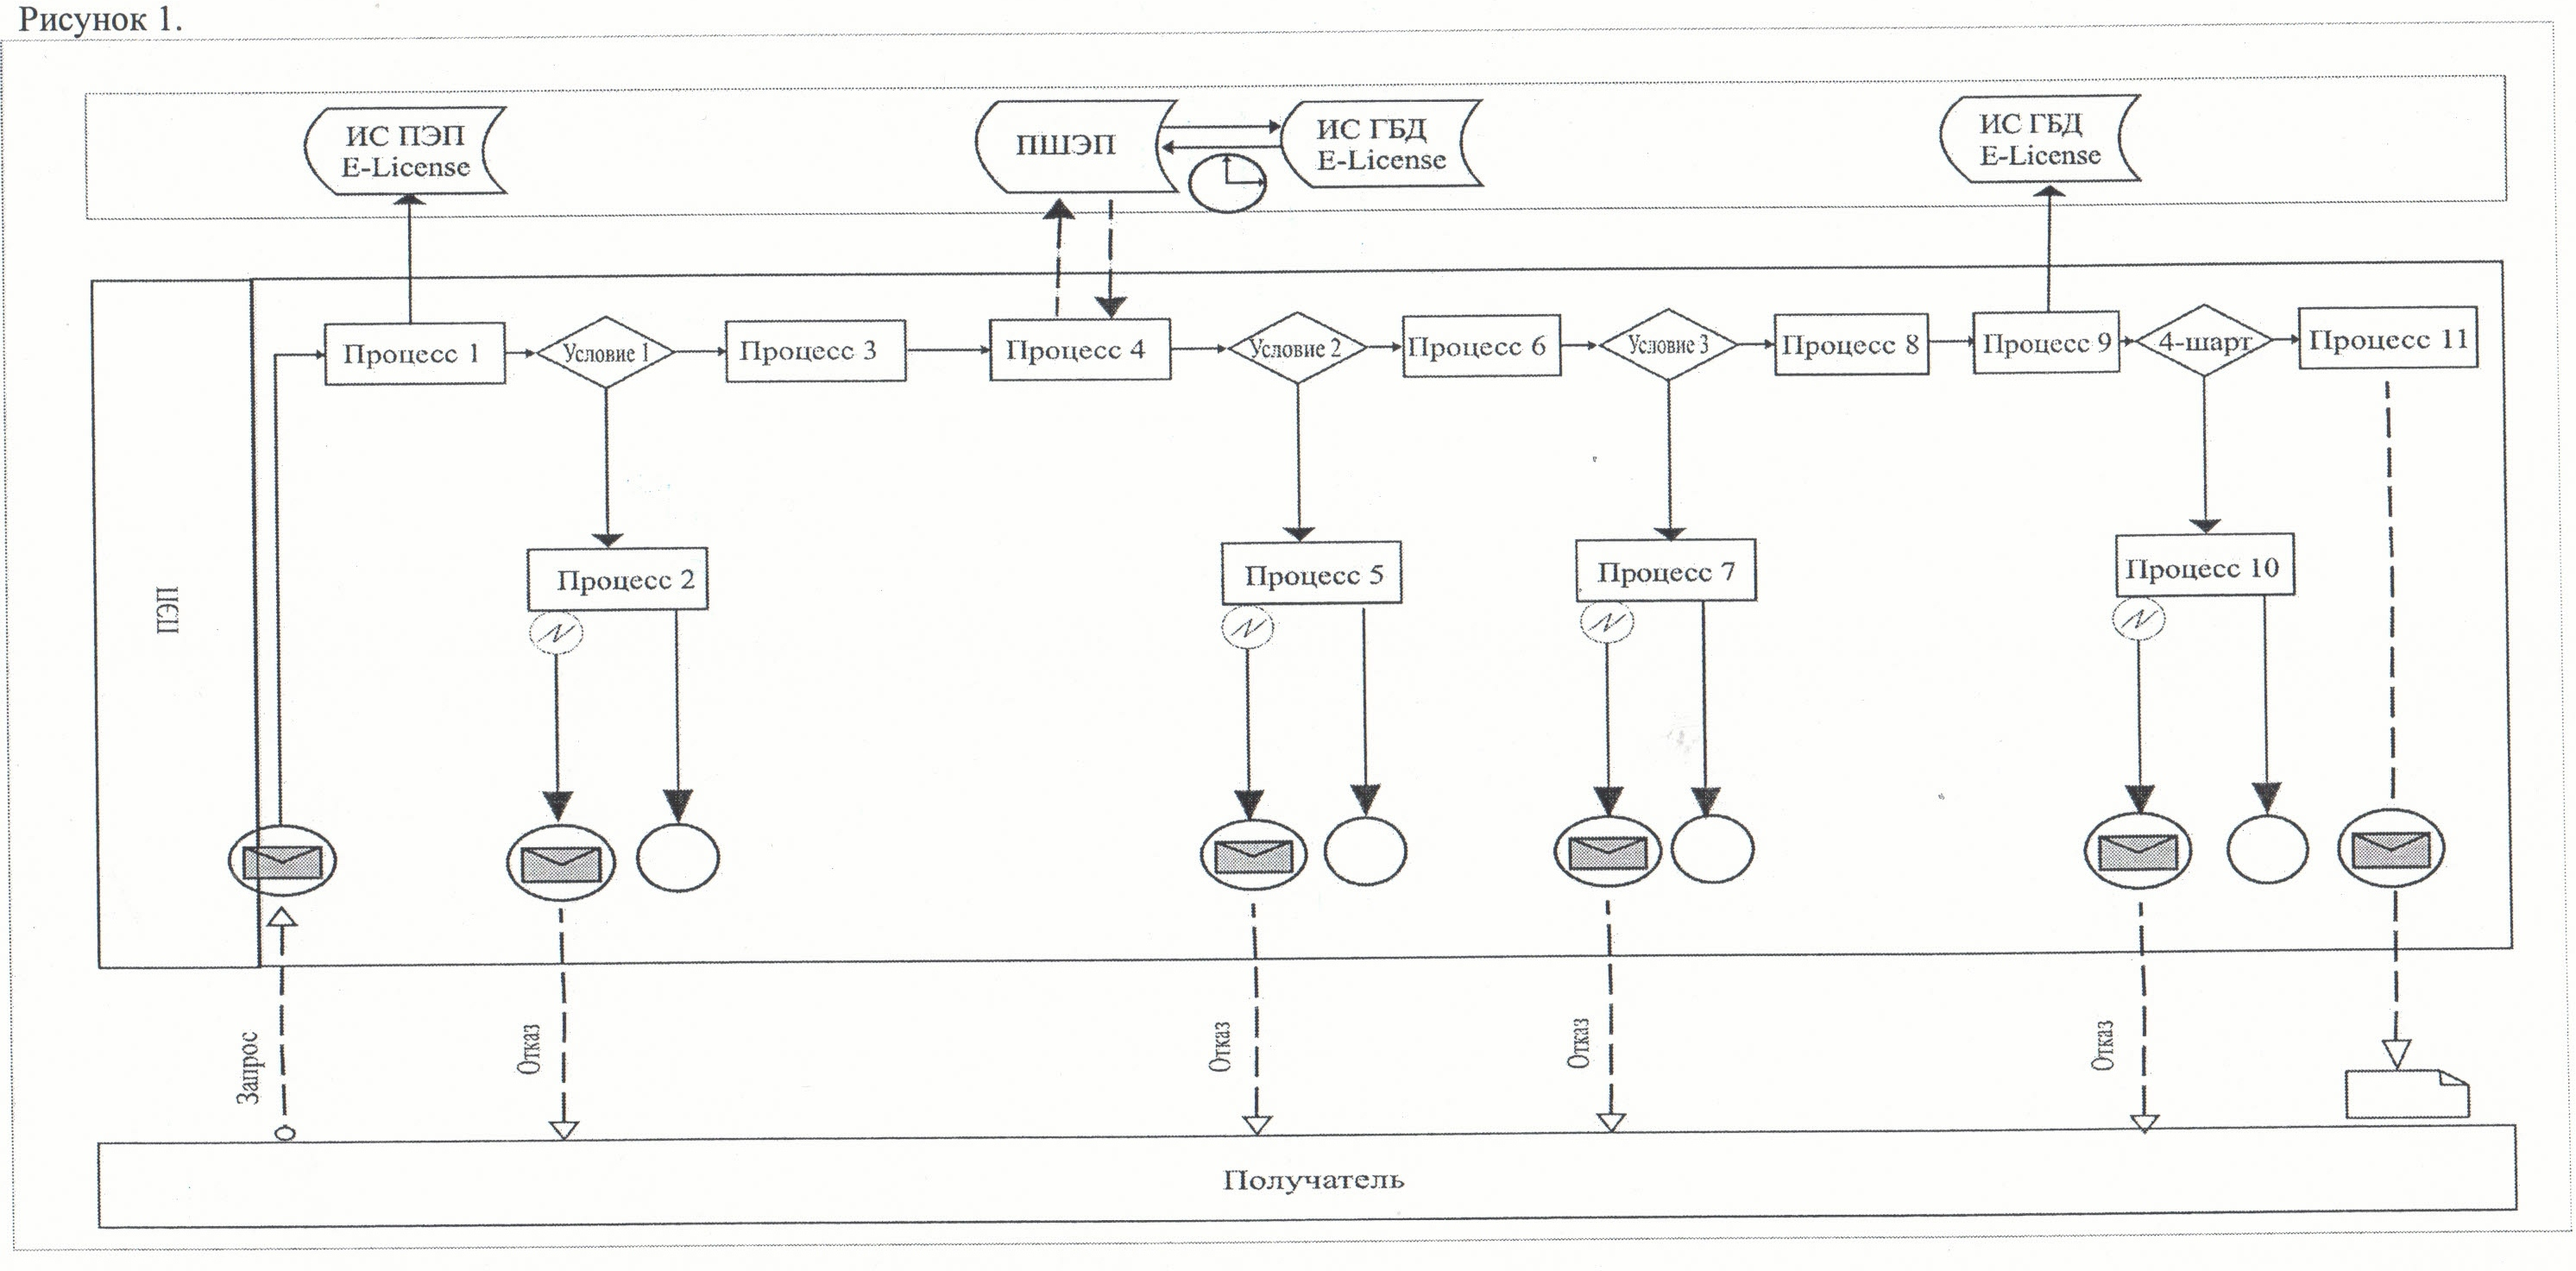 Рисунок 1.
ИС ПЭП
E-License
ПШЭП
ИС ГБД
E-License
ИС ГБД
E-License
ПЭП
Процесс 1
Условие 1
Процесс 3
Процесс 4
Условие 2
Процесс 6
Условие 3
Процесс 8
Процесс 9
4-шарт
Процесс 11
Процесс 2
Процесс 5
Процесс 7
Процесс 10
Запрос
Отказ
Отказ
Отказ
Отказ
Получатель